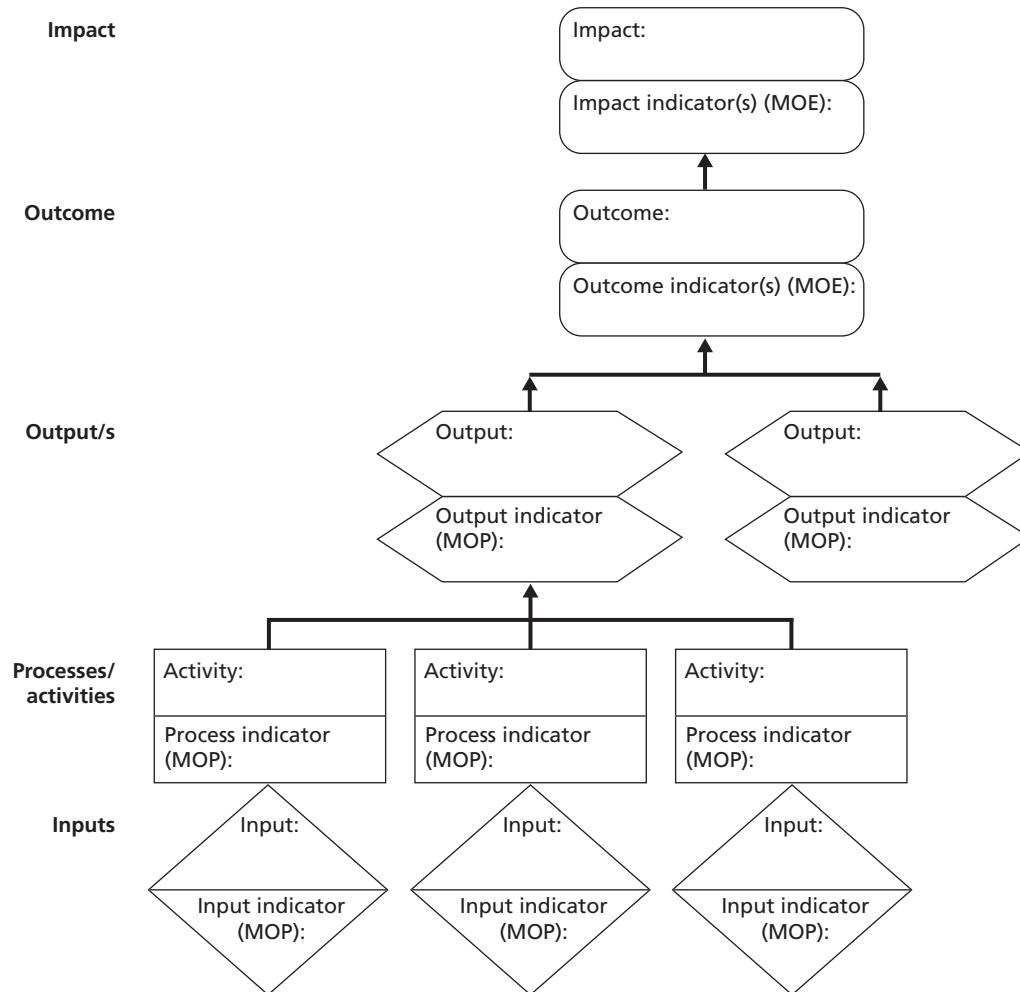 Impact
Impact:
Impact indicator(s) (MOE):
Outcome
Outcome:
Outcome indicator(s) (MOE):
Output/s
Output:
Output indicator
(MOP):
Output:
Output indicator
(MOP):
Processes/
activities
Activity:
Process indicator
(MOP):
Activity:
Process indicator
(MOP):
Activity:
Process indicator
(MOP):
Inputs
Input:
Input indicator
(MOP):
Input:
Input indicator
(MOP):
Input:
Input indicator
(MOP):